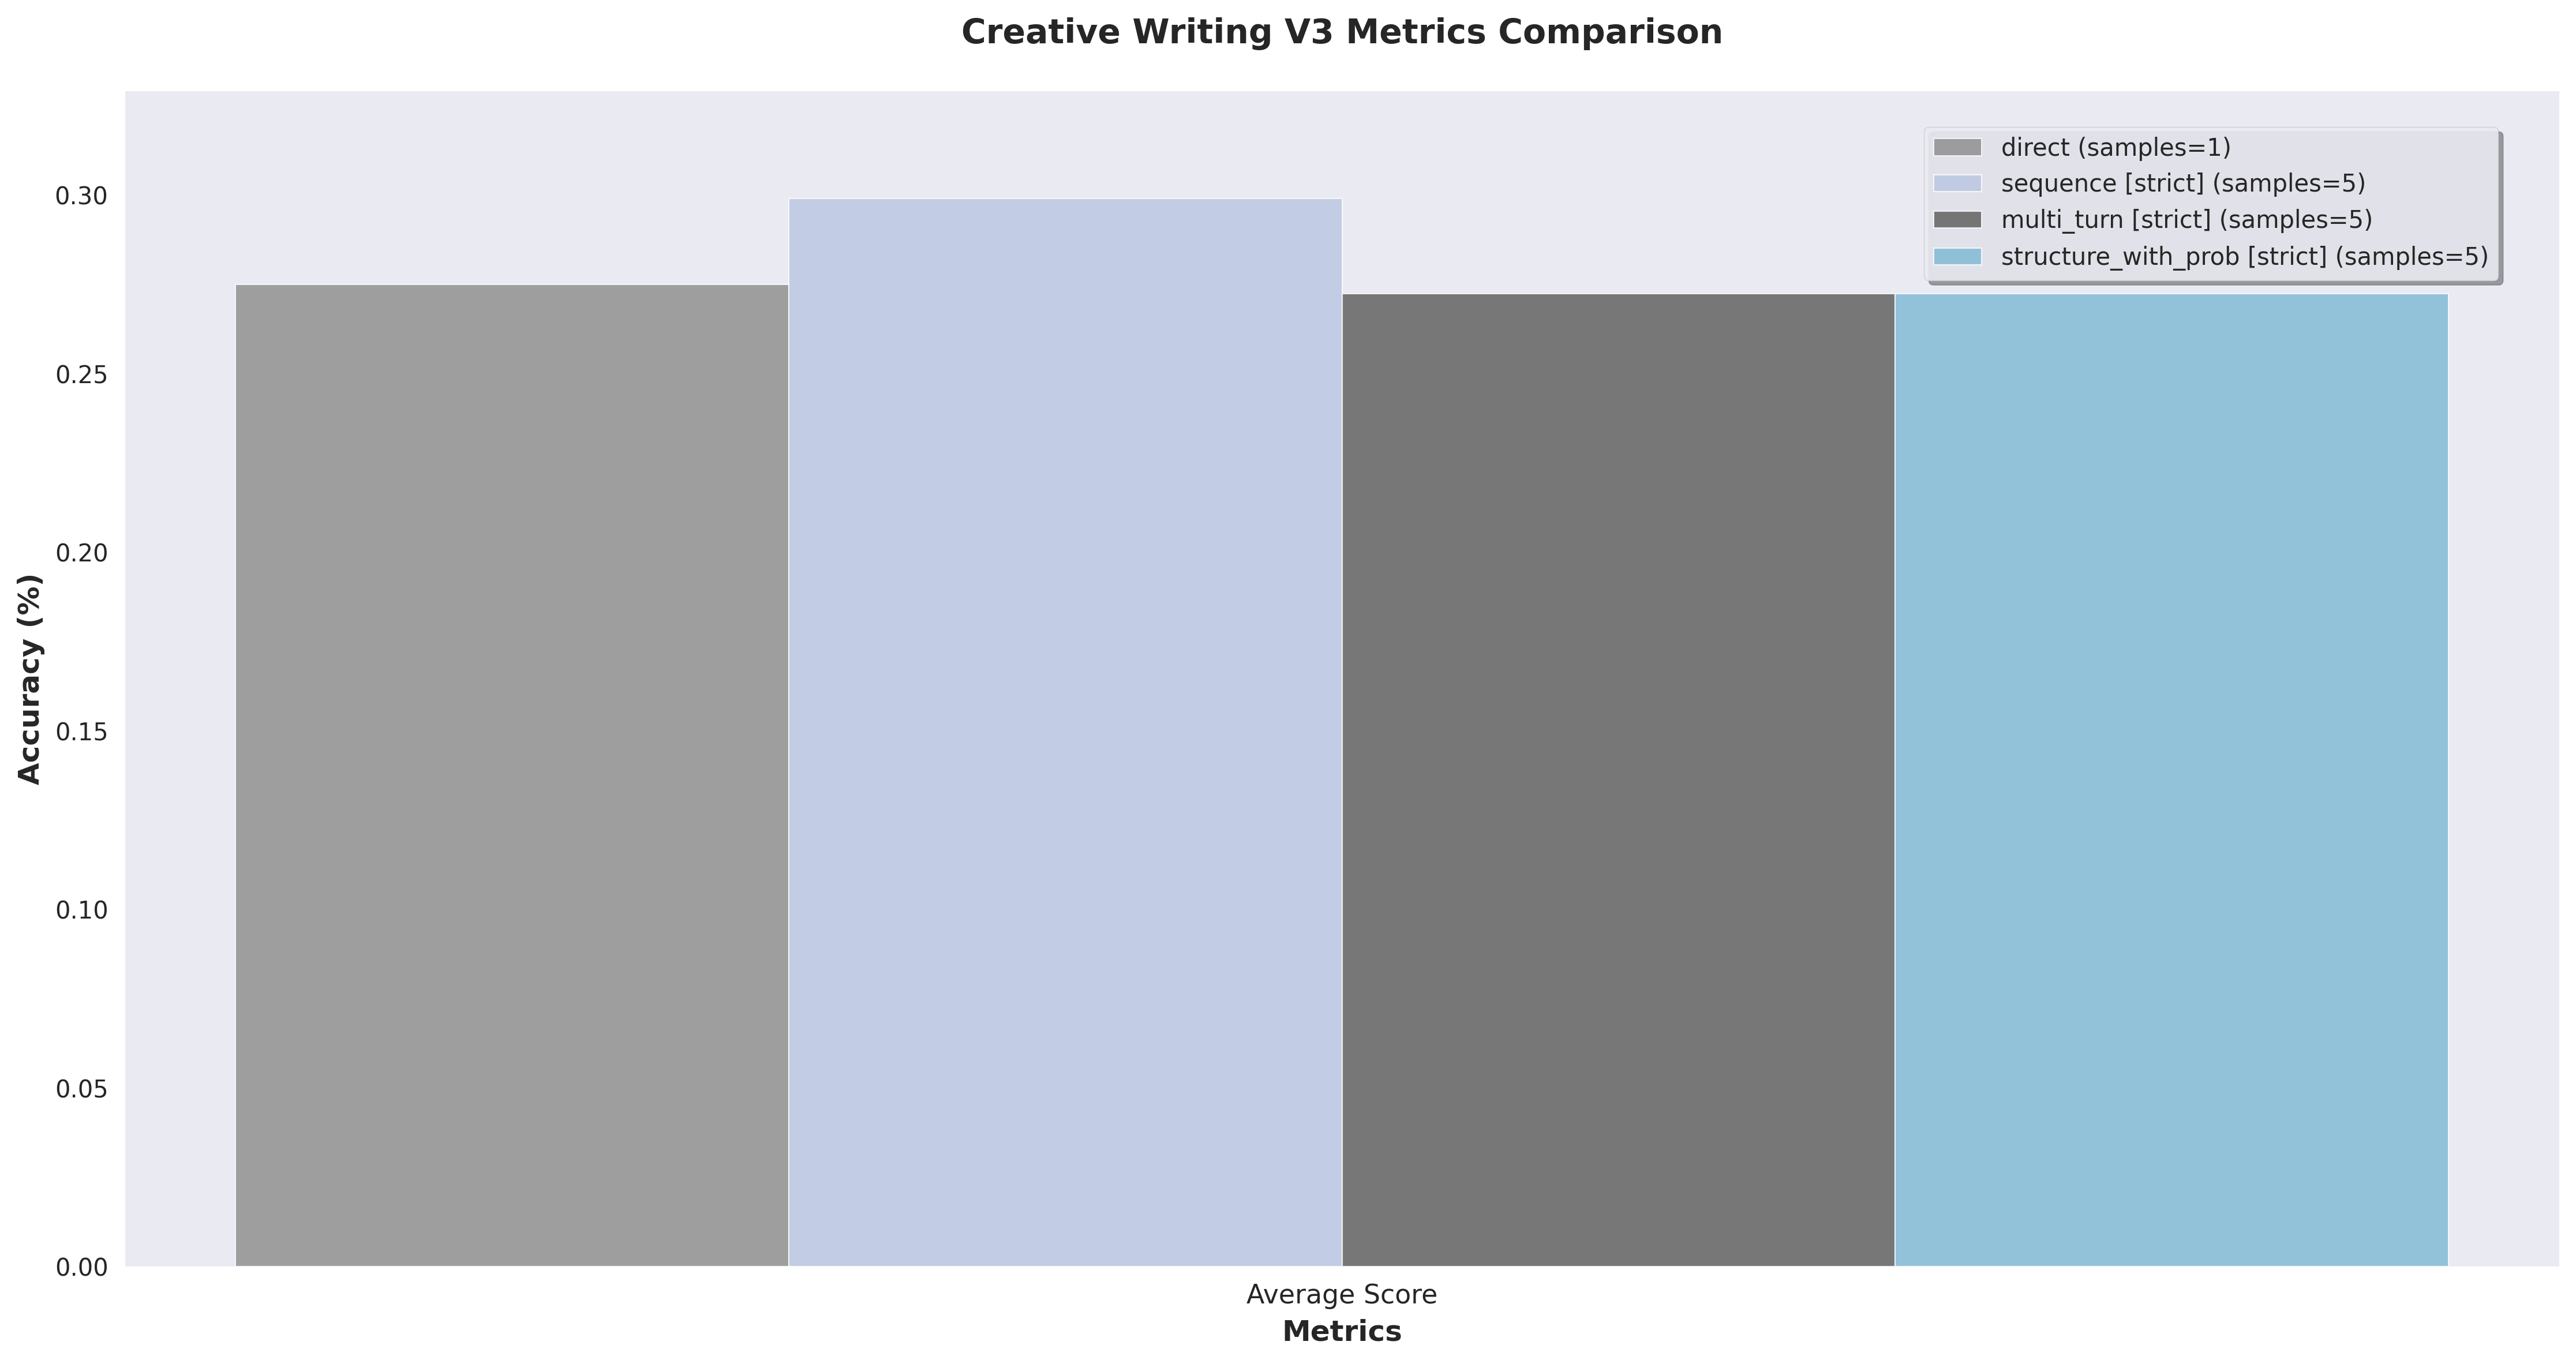 Creative Writing V3 Metrics Comparison
direct (samples=1)
sequence [strict] (samples=5)
multi_turn [strict] (samples=5)
structure_with_prob [strict] (samples=5)
0.30
0.25
0.20
0.15
0.10
0.05
0.00
Accuracy (%)
Average Score
Metrics